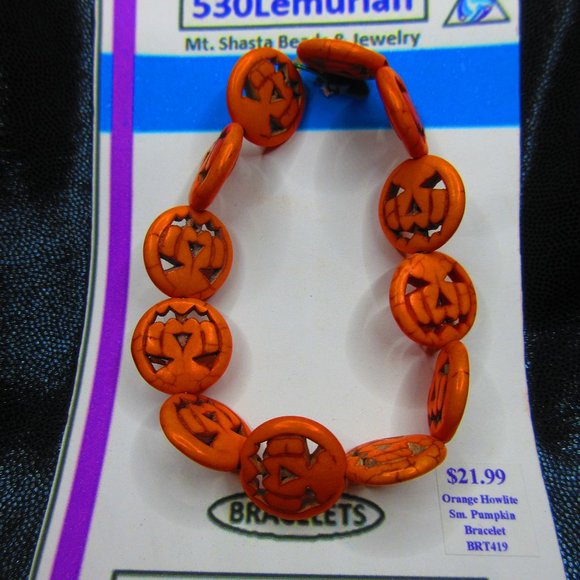 530Lemurian
Mt. Shasta Beads & Jewelry
BRACELETS
$21.99
Orange Howlite
Sm. Pumpkin
Bracelet
BRT419